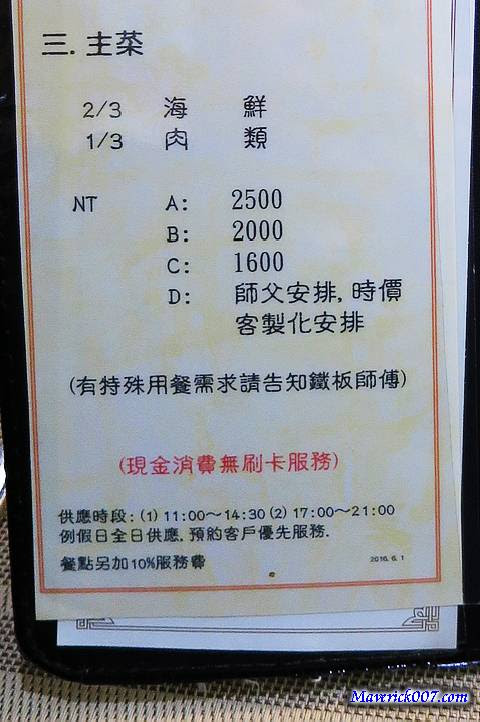 三. 主菜
2/3 海 鮮
1/3 肉 類
NT A: 2500
B: 2000
C: 1600
D: 師父安排, 時價
客製化安排
(有特殊用餐需求請告知鐵板師傅)
(現金消費無刷卡服務)
供應時段: (1) 11:00~14:30 (2) 17:00~21:00
例假日全日供應. 預約客戶優先服務.
餐點另加10%服務費
2016. 6. 1
Maverick007.com